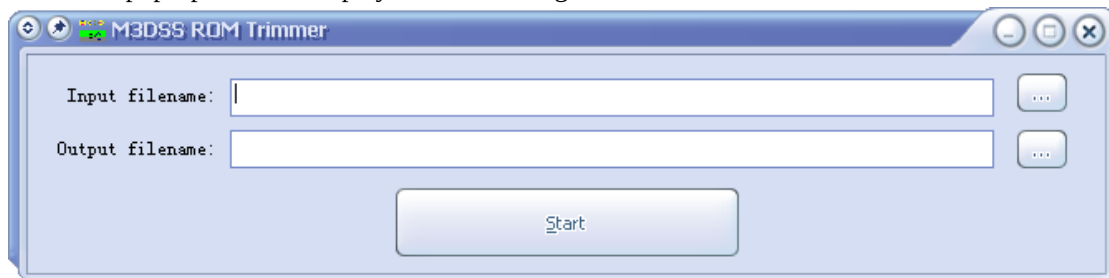 M3DSS ROM Trimmer
Input filename:
...
Output filename:
...
Start